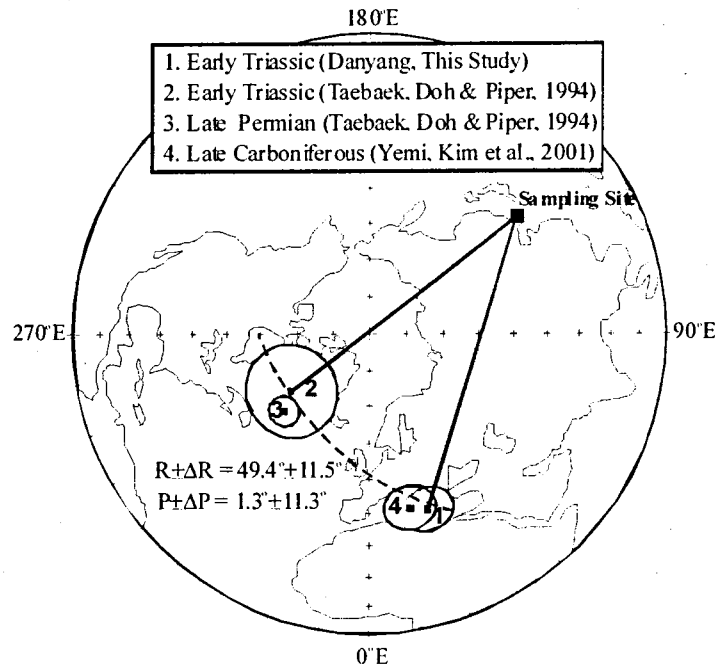 180°E
1. Early Triassic (Danyang, This Study)
2. Early Triassic (Taebaek, Doh & Piper, 1994)
3. Late Permian (Taebaek, Doh & Piper, 1994)
4. Late Carboniferous (Yemi, Kim et al., 2001)
Sampling Site
270°E
90°E
2
3
R±ΔR = 49.4°±11.5°
P±ΔP = 1.3°±11.3°
4
1
0°E